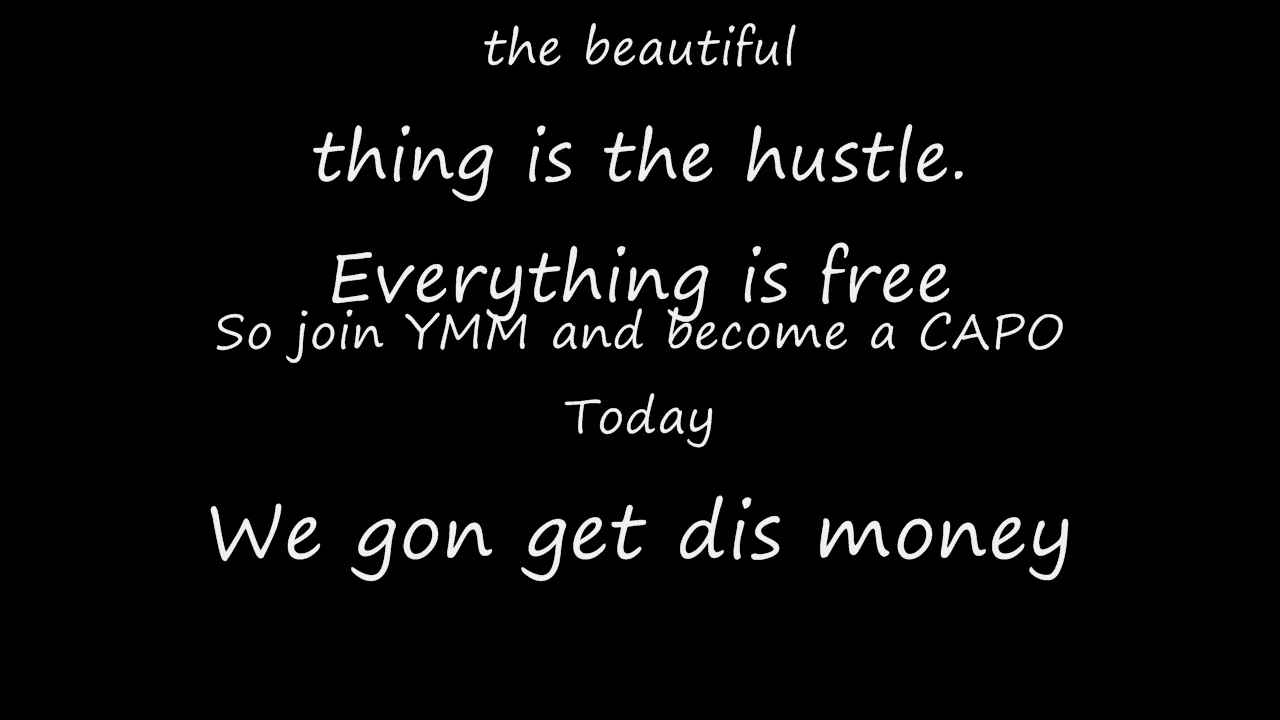 the beautiful
thing is the hustle.
Everything is free
So join YMM and become a CAPO
Today
We gon get dis money